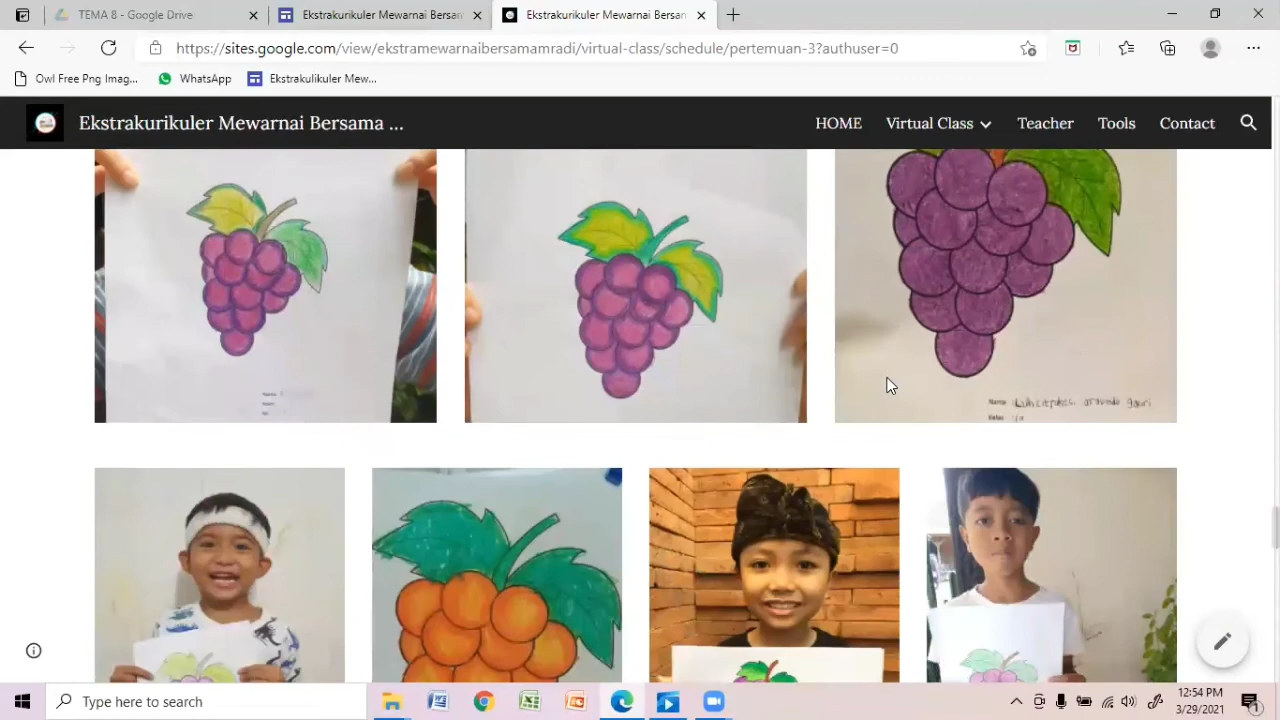 TEMA 8 - Google Drive
Ekstrakurikuler Mewarnai Bersan
Ekstrakurikuler Mewarnai Bersan
https://sites.google.com/view/ekstramewarnaibersamamradi/virtual-class/schedule/pertemuan-3?authuser=0
Owl Free Png Imag...
WhatsApp
Ekstrakulikuler Mew...
Ekstrakurikuler Mewarnai Bersama ...
HOME
Virtual Class
Teacher
Tools
Contact
Nama
Kelas
Type here to search
12:54 PM
3/29/2021